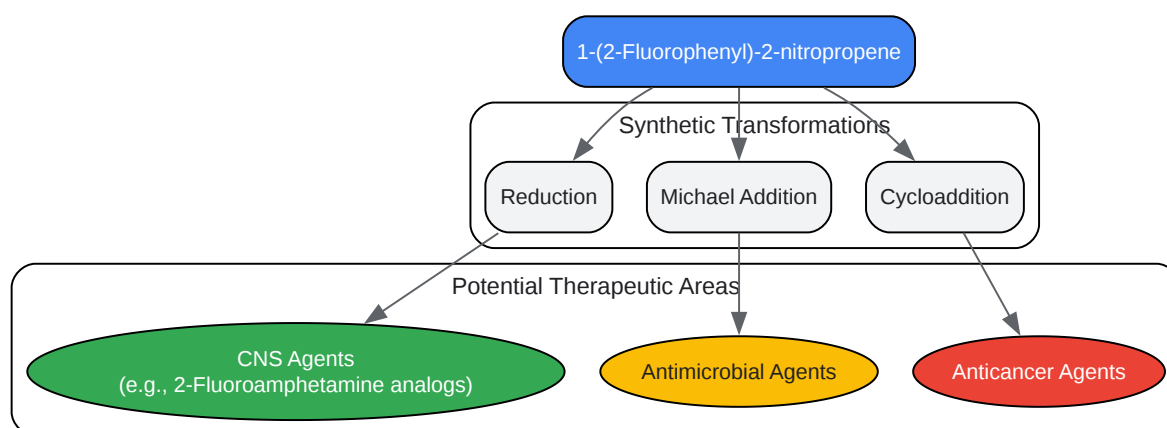 1-(2-Fluorophenyl)-2-nitropropene
Synthetic Transformations
Reduction
Michael Addition
Cycloaddition
Potential Therapeutic Areas
CNS Agents
(e.g., 2-Fluoroamphetamine analogs)
Antimicrobial Agents
Anticancer Agents